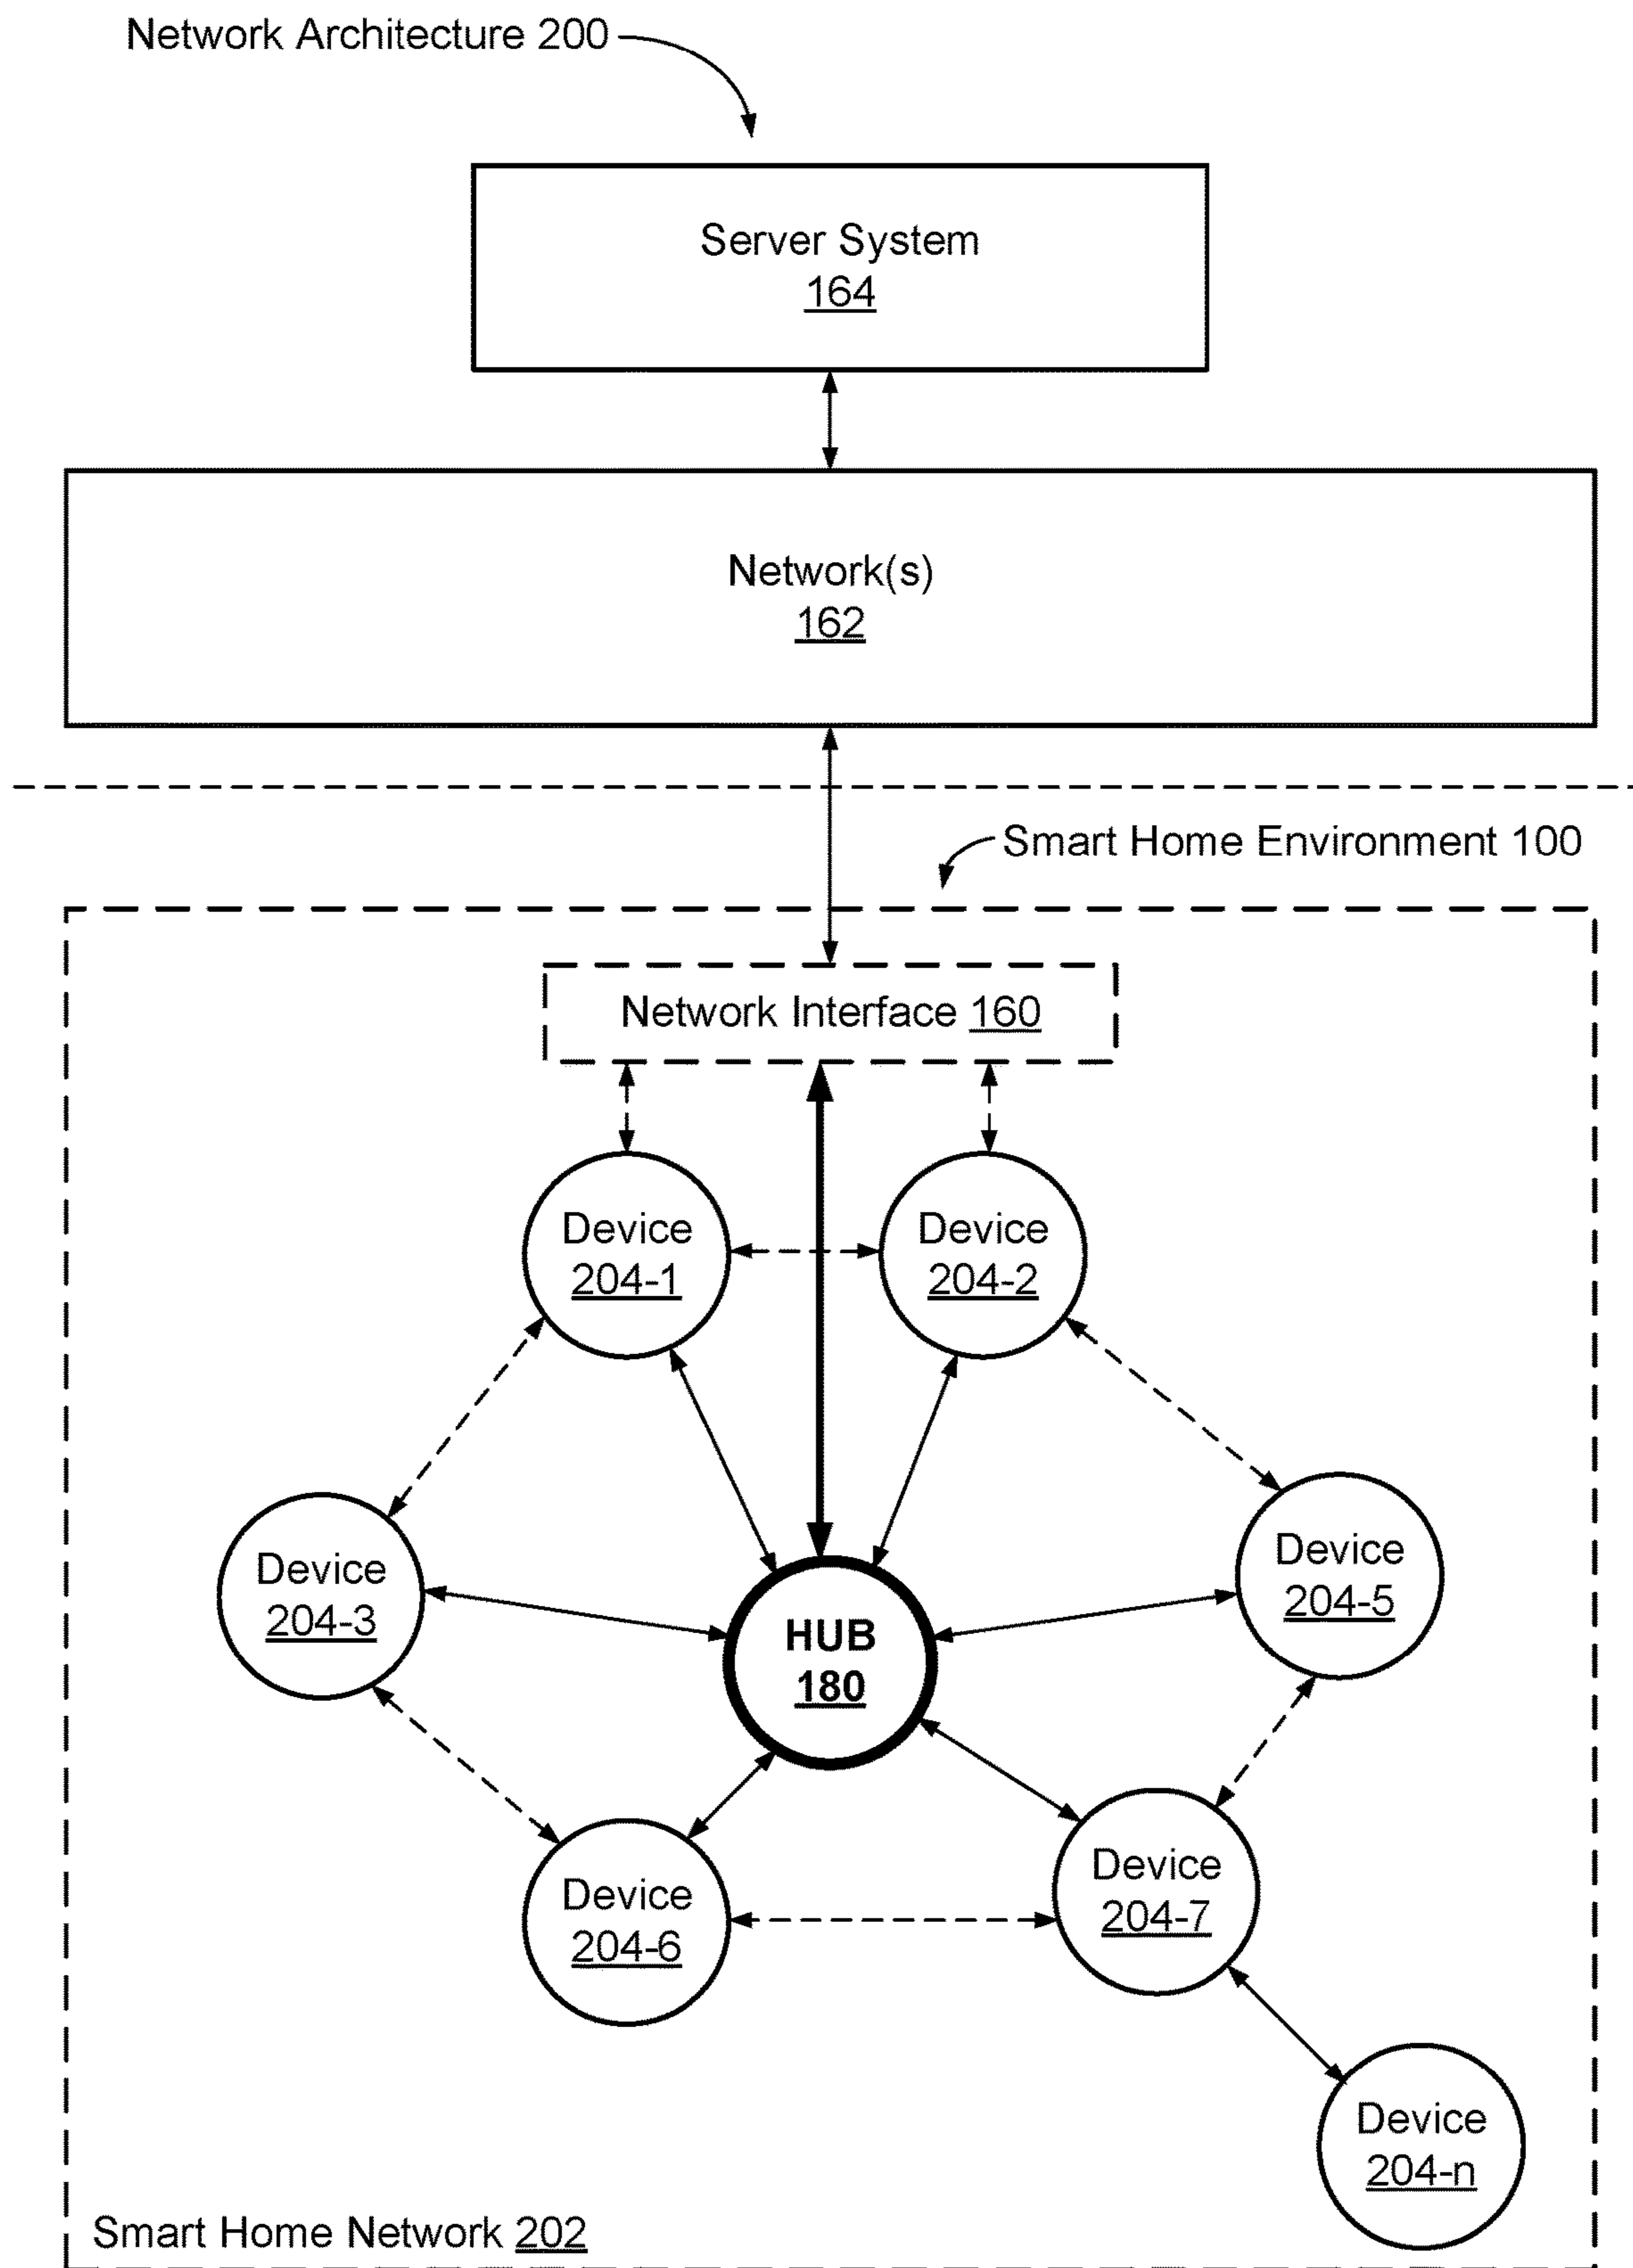 Network Architecture 200
Server System
164
Network(s)
162
Smart Home Environment 100
Network Interface 160
Device
204-1
Device
204-2
Device
204-3
Device
204-5
HUB
180
Device
204-6
Device
204-7
Device
204-n
Smart Home Network 202